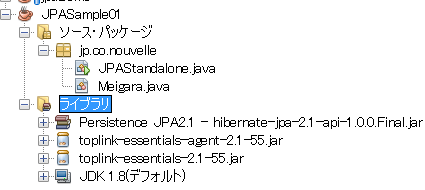 JPASample01
ソース・パッケージ
jp.co.nouvelle
JPAStandalone.java
Meigara.java
ライブラリ
Persistence JPA2.1 - hibernate-jpa-2.1-api-1.0.0.Final.jar
toplink-essentials-agent-2.1-55.jar
toplink-essentials-2.1-55.jar
JDK 1.8(デフォルト)